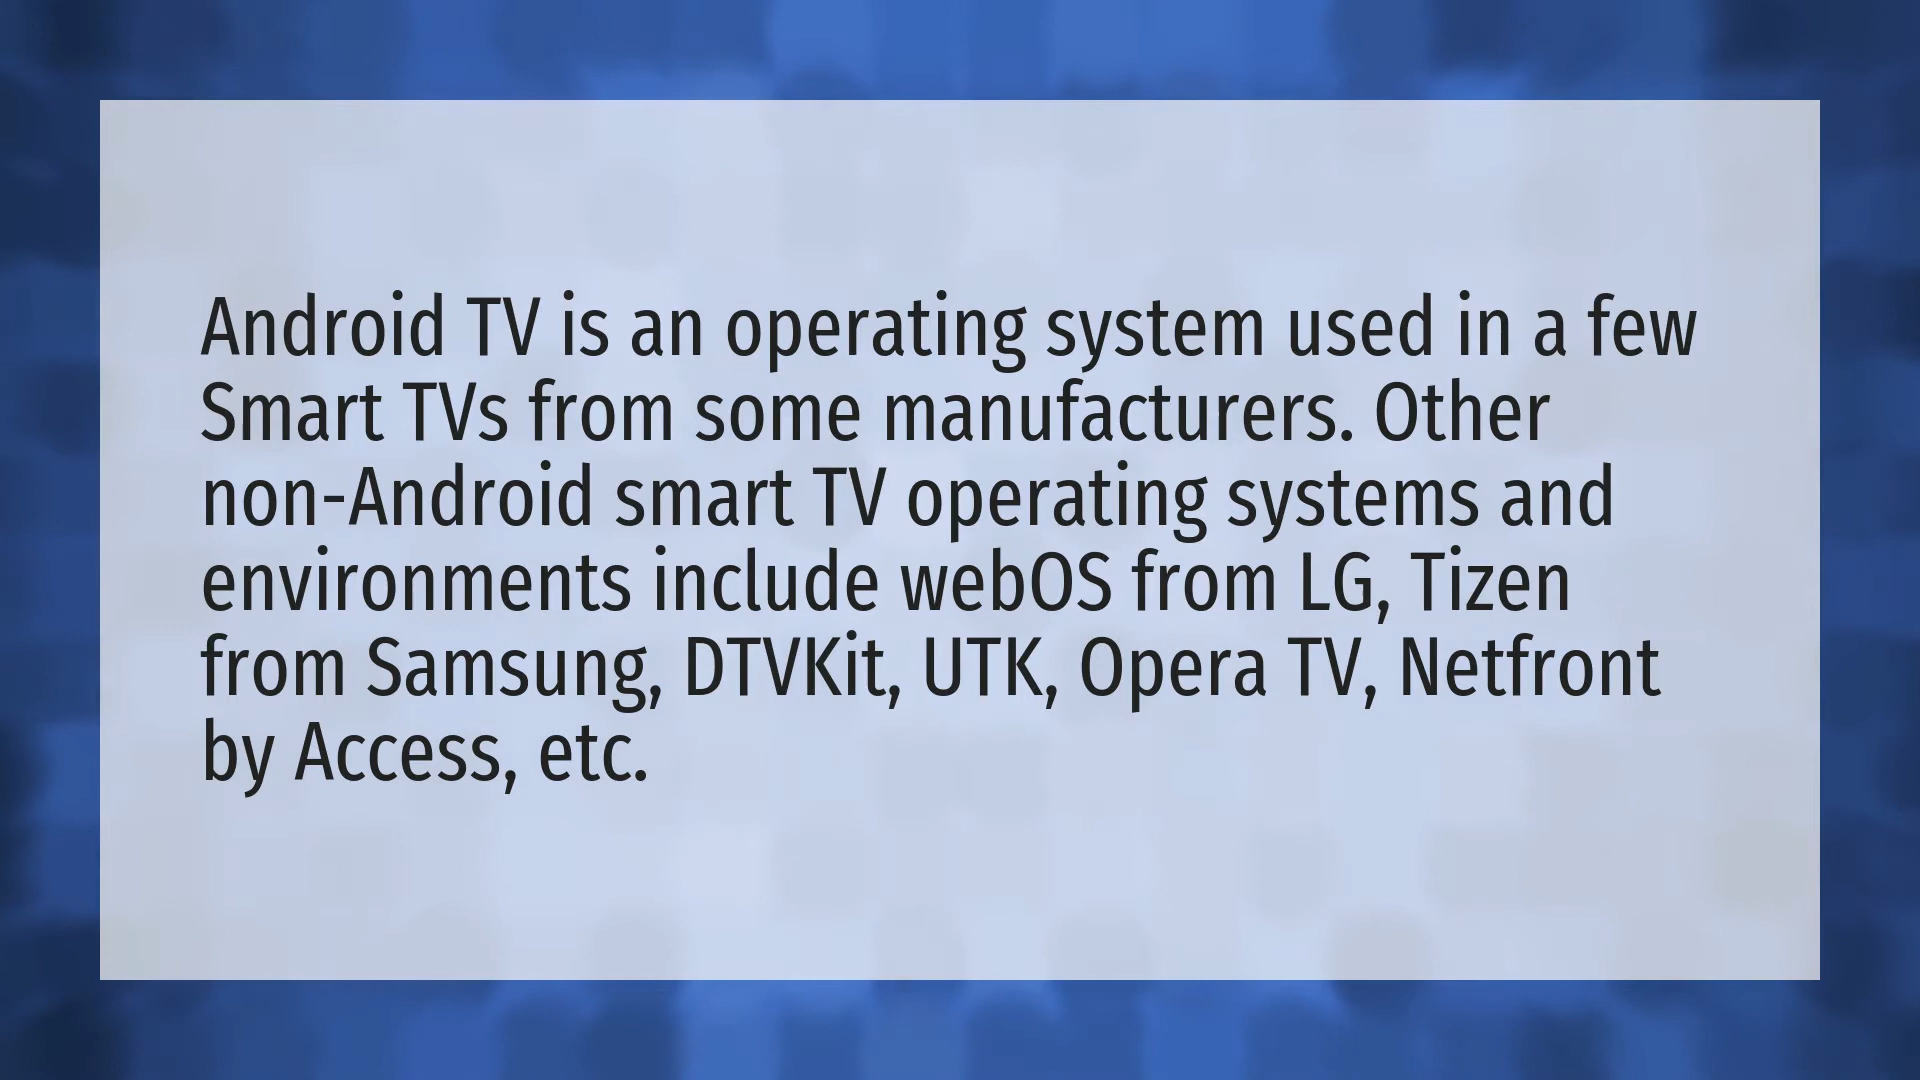 Android TV is an operating system used in a few
Smart TVs from some manufacturers. Other
non-Android smart TV operating systems and
environments include webOS from LG, Tizen
from Samsung, DTVKit, UTK, Opera TV, Netfront
by Access, etc.